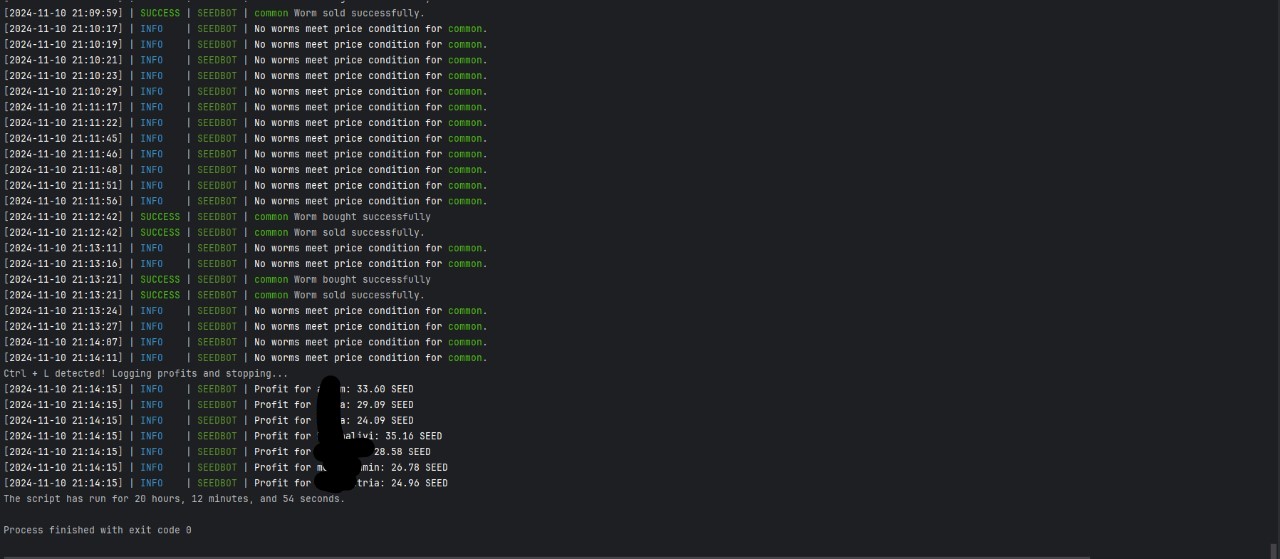 [2024-11-10 21:09:59] | SUCCESS | SEEDBOT | common Worm sold successfully.
[2024-11-10 21:10:17] | INFO    | SEEDBOT | No worms meet price condition for common.
[2024-11-10 21:10:19] | INFO    | SEEDBOT | No worms meet price condition for common.
[2024-11-10 21:10:21] | INFO    | SEEDBOT | No worms meet price condition for common.
[2024-11-10 21:10:23] | INFO    | SEEDBOT | No worms meet price condition for common.
[2024-11-10 21:10:29] | INFO    | SEEDBOT | No worms meet price condition for common.
[2024-11-10 21:11:17] | INFO    | SEEDBOT | No worms meet price condition for common.
[2024-11-10 21:11:22] | INFO    | SEEDBOT | No worms meet price condition for common.
[2024-11-10 21:11:45] | INFO    | SEEDBOT | No worms meet price condition for common.
[2024-11-10 21:11:46] | INFO    | SEEDBOT | No worms meet price condition for common.
[2024-11-10 21:11:48] | INFO    | SEEDBOT | No worms meet price condition for common.
[2024-11-10 21:11:51] | INFO    | SEEDBOT | No worms meet price condition for common.
[2024-11-10 21:11:56] | INFO    | SEEDBOT | No worms meet price condition for common.
[2024-11-10 21:12:42] | SUCCESS | SEEDBOT | common Worm bought successfully
[2024-11-10 21:12:42] | SUCCESS | SEEDBOT | common Worm sold successfully.
[2024-11-10 21:13:11] | INFO    | SEEDBOT | No worms meet price condition for common.
[2024-11-10 21:13:16] | INFO    | SEEDBOT | No worms meet price condition for common.
[2024-11-10 21:13:21] | SUCCESS | SEEDBOT | common Worm bought successfully
[2024-11-10 21:13:21] | SUCCESS | SEEDBOT | common Worm sold successfully.
[2024-11-10 21:13:24] | INFO    | SEEDBOT | No worms meet price condition for common.
[2024-11-10 21:13:27] | INFO    | SEEDBOT | No worms meet price condition for common.
[2024-11-10 21:14:07] | INFO    | SEEDBOT | No worms meet price condition for common.
[2024-11-10 21:14:11] | INFO    | SEEDBOT | No worms meet price condition for common.
Ctrl + L detected! Logging profits and stopping...
[2024-11-10 21:14:15] | INFO    | SEEDBOT | Profit for 33.60 SEED
[2024-11-10 21:14:15] | INFO    | SEEDBOT | Profit for 29.09 SEED
[2024-11-10 21:14:15] | INFO    | SEEDBOT | Profit for 24.09 SEED
[2024-11-10 21:14:15] | INFO    | SEEDBOT | Profit for 35.16 SEED
[2024-11-10 21:14:15] | INFO    | SEEDBOT | Profit for 28.58 SEED
[2024-11-10 21:14:15] | INFO    | SEEDBOT | Profit for 26.78 SEED
[2024-11-10 21:14:15] | INFO    | SEEDBOT | Profit for 24.96 SEED
The script has run for 20 hours, 12 minutes, and 54 seconds.
Process finished with exit code 0